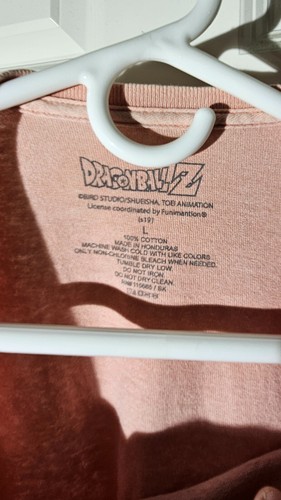 DRAGONBALL Z
©BIRD STUDIO/SHUEISHA, TOEI ANIMATION
License coordinated by Funimation®
(s19)
L
100% COTTON
MADE IN HONDURAS
MACHINE WASH COLD WITH LIKE COLORS
ONLY NON-CHLORINE BLEACH WHEN NEEDED.
TUMBLE DRY LOW
DO NOT IRON
DO NOT DRY CLEAN